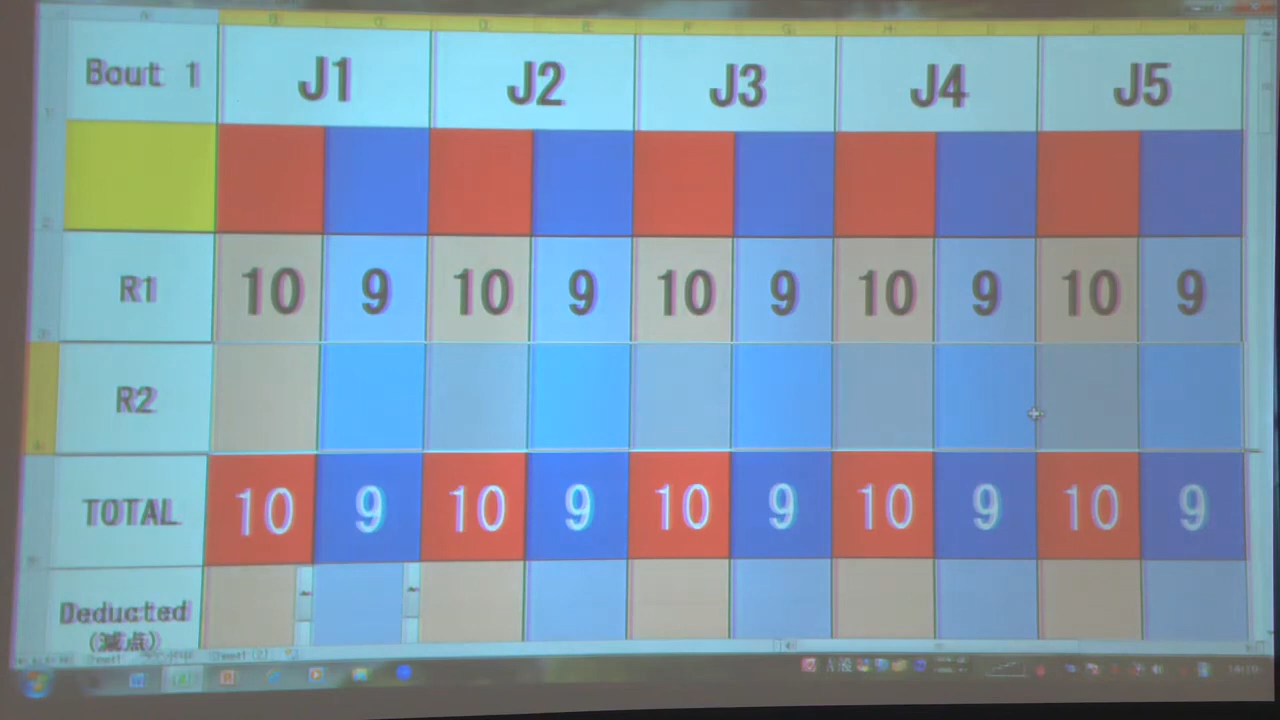 Bout 1 J1 J2 J3 J4 J5
R1 10 9 10 9 10 9 10 9 10 9
R2
TOTAL 10 9 10 9 10 9 10 9 10 9
Deducted
(減点)